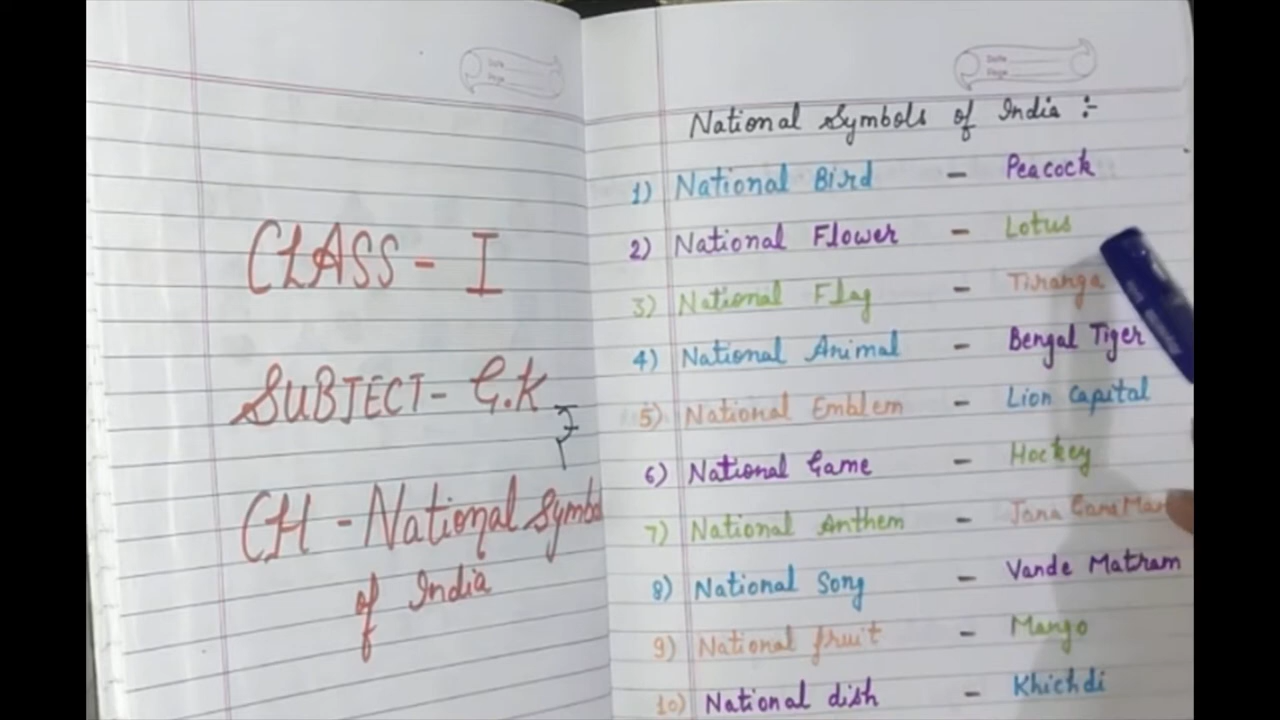 CLASS - I
SUBJECT - G.K
CH - National Symbol
of India
National Symbols of India :-
1) National Bird - Peacock
2) National Flower - Lotus
3) National Flag - Tiranga
4) National Animal - Bengal Tiger
5) National Emblem - Lion Capital
6) National Game - Hockey
7) National Anthem - Jana Gana Man
8) National Song - Vande Matram
9) National fruit - Mango
10) National dish - Khichdi